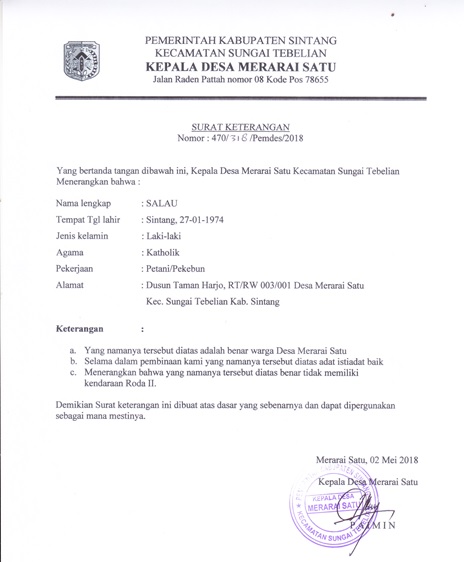 PEMERINTAH KABUPATEN SINTANG
KECAMATAN SUNGAI TEBELIAN
KEPALA DESA MERARAI SATU
Jalan Raden Pattah nomor 08 Kode Pos 78655
SURAT KETERANGAN
Nomor : 470/318/Pemdes/2018
Yang bertanda tangan dibawah ini, Kepala Desa Merarai Satu Kecamatan Sungai Tebelian
Menerangkan bahwa :
Nama lengkap : SALAU
Tempat Tgl lahir : Sintang, 27-01-1974
Jenis kelamin : Laki-laki
Agama : Katholik
Pekerjaan : Petani/Pekebun
Alamat : Dusun Taman Harjo, RT/RW 003/001 Desa Merarai Satu
Kec. Sungai Tebelian Kab. Sintang
Keterangan :
a. Yang namanya tersebut diatas adalah benar warga Desa Merarai Satu
b. Selama dalam pembinaan kami yang namanya tersebut diatas adat istiadat baik
c. Menerangkan bahwa yang namanya tersebut diatas benar tidak memiliki
kendaraan Roda II.
Demikian Surat keterangan ini dibuat atas dasar yang sebenarnya dan dapat dipergunakan
sebagai mana mestinya.
Merarai Satu, 02 Mei 2018
Kepala Desa Merarai Satu
KEPALA DESA
MERARAI SATU
KECAMATAN SUNGAI
P A I M I N